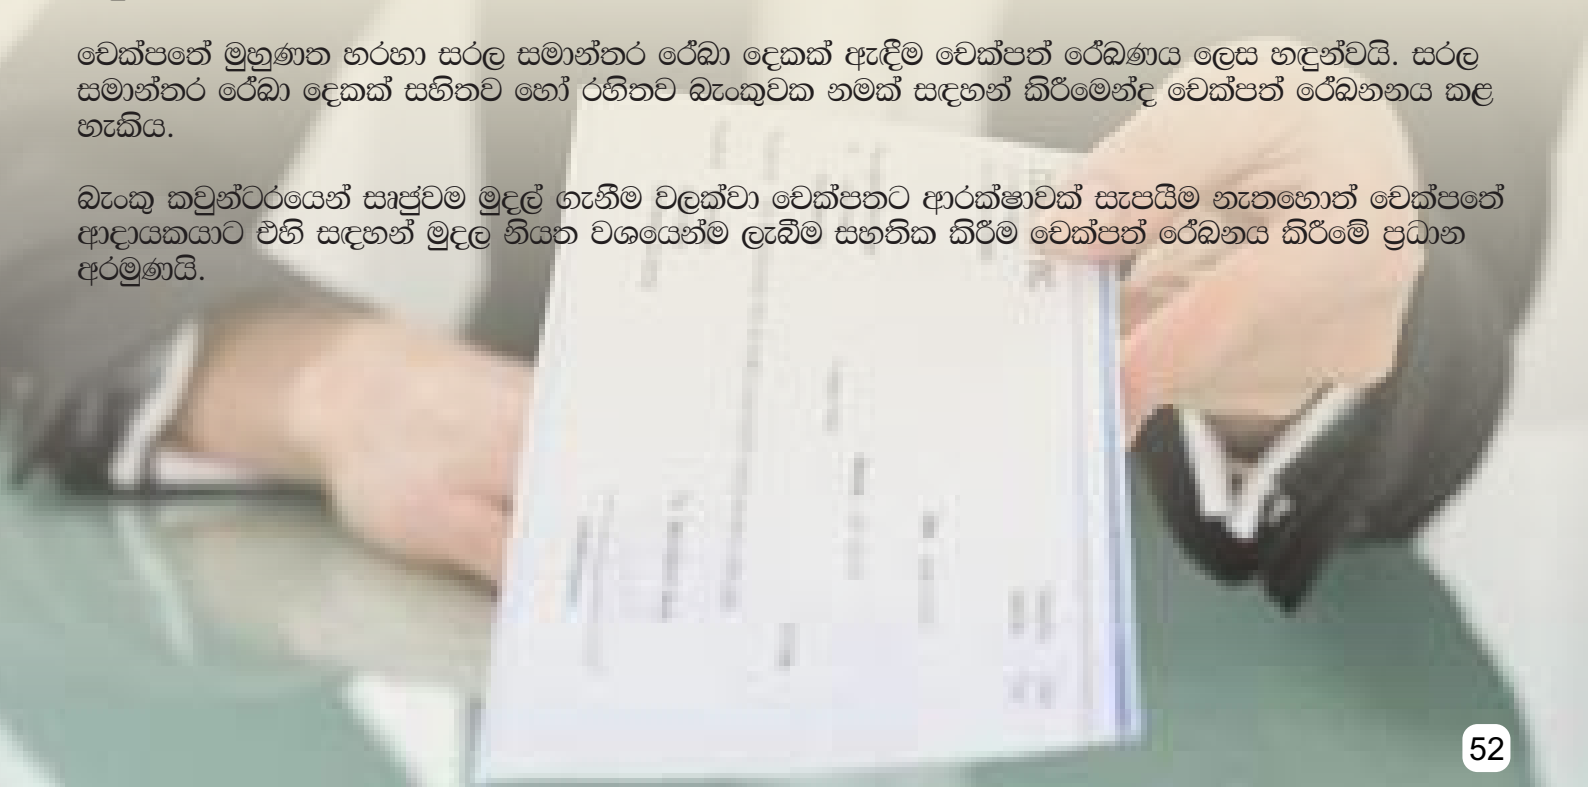 චෙක්පතේ මුහුණත හරහා සරල සමාන්තර රේඛා දෙකක් ඇඳීම චෙක්පත් රේඛණය ලෙස හඳුන්වයි. සරල
සමාන්තර රේඛා දෙකක් සහිතව හෝ රහිතව බැංකුවක නමක් සඳහන් කිරීමෙන්ද චෙක්පත් රේඛනනය කළ
හැකිය.
බැංකු කවුන්ටරයෙන් සෘජුවම මුදල් ගැනීම වලක්වා චෙක්පතට ආරක්ෂාවක් සැපයීම නැතහොත් චෙක්පතේ
ආදායකයාට එහි සඳහන් මුදල නියත වශයෙන්ම ලැබීම සහතික කිරීම චෙක්පත් රේඛනය කිරීමේ ප්‍රධාන
අරමුණයි.
52